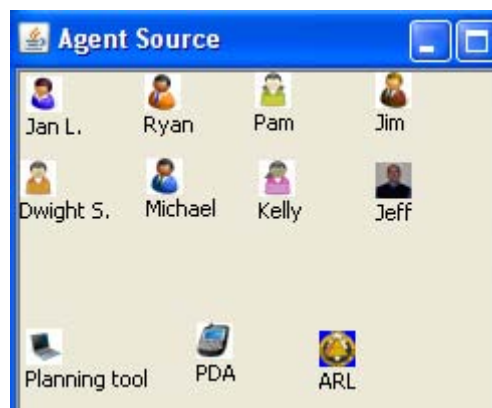 Agent Source
Jan L. Ryan Pam Jim
Dwight S. Michael Kelly Jeff
Planning tool PDA ARL